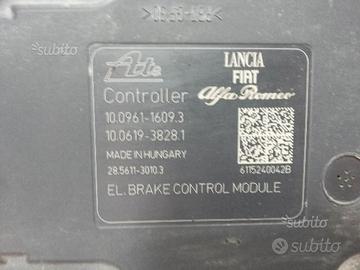 Ate
LANCIA
FIAT
Alfa Romeo
Controller
10.0961-1609.3
10.0619-3828.1
MADE IN HUNGARY
28.5611-3010.3
6115240042B
EL. BRAKE CONTROL MODULE
subito
subito
subito
subito